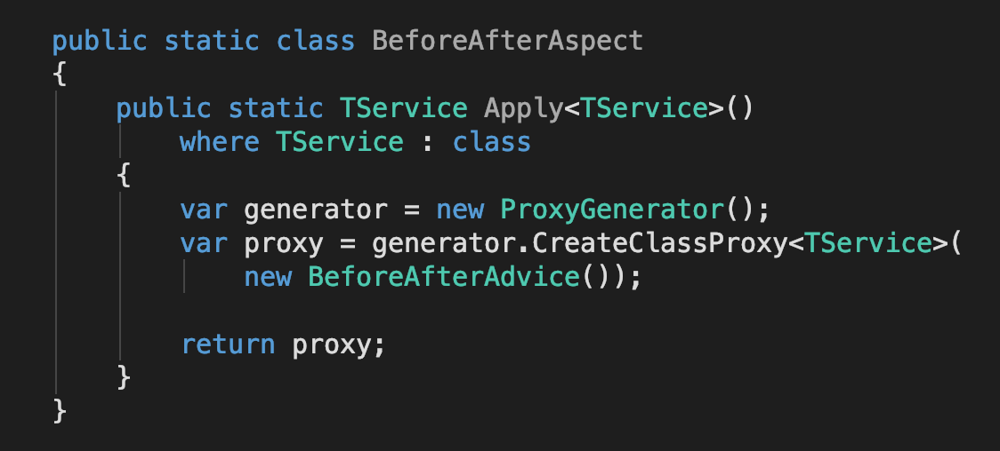 public static class BeforeAfterAspect
{
    public static TService Apply<TService>()
        where TService : class
    {
        var generator = new ProxyGenerator();
        var proxy = generator.CreateClassProxy<TService>(
            new BeforeAfterAdvice());

        return proxy;
    }
}